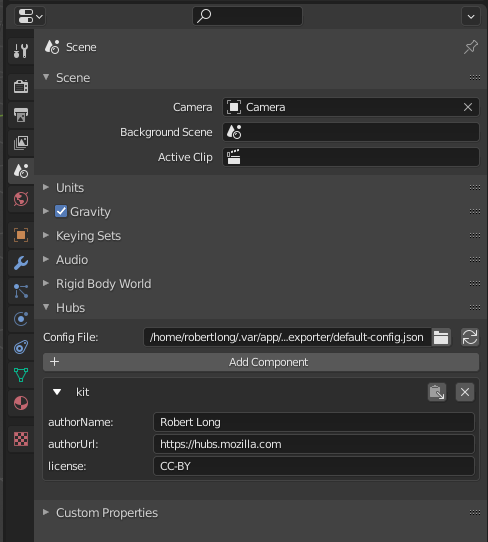 Scene
Scene
Camera Camera
Background Scene
Active Clip
Units
Gravity
Keying Sets
Audio
Rigid Body World
Hubs
Config File: /home/robertlong/.var/app/...exporter/default-config.json
+ Add Component
kit
authorName: Robert Long
authorUrl: https://hubs.mozilla.com
license: CC-BY
Custom Properties